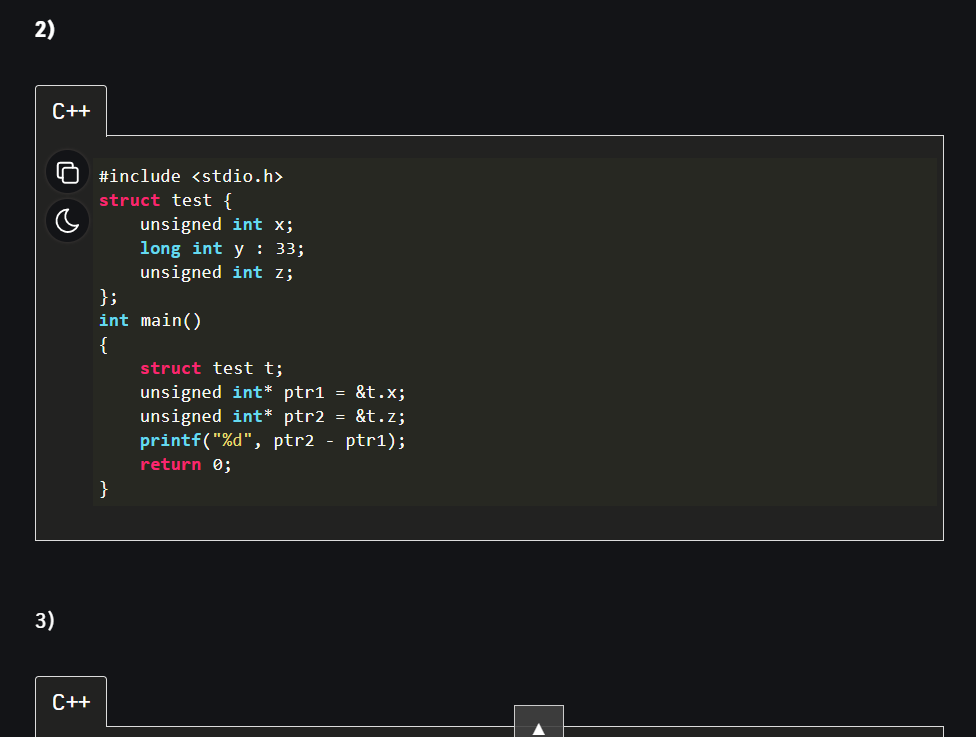 2)
C++
#include <stdio.h>
struct test {
    unsigned int x;
    long int y : 33;
    unsigned int z;
};
int main()
{
    struct test t;
    unsigned int* ptr1 = &t.x;
    unsigned int* ptr2 = &t.z;
    printf("%d", ptr2 - ptr1);
    return 0;
}
3)
C++